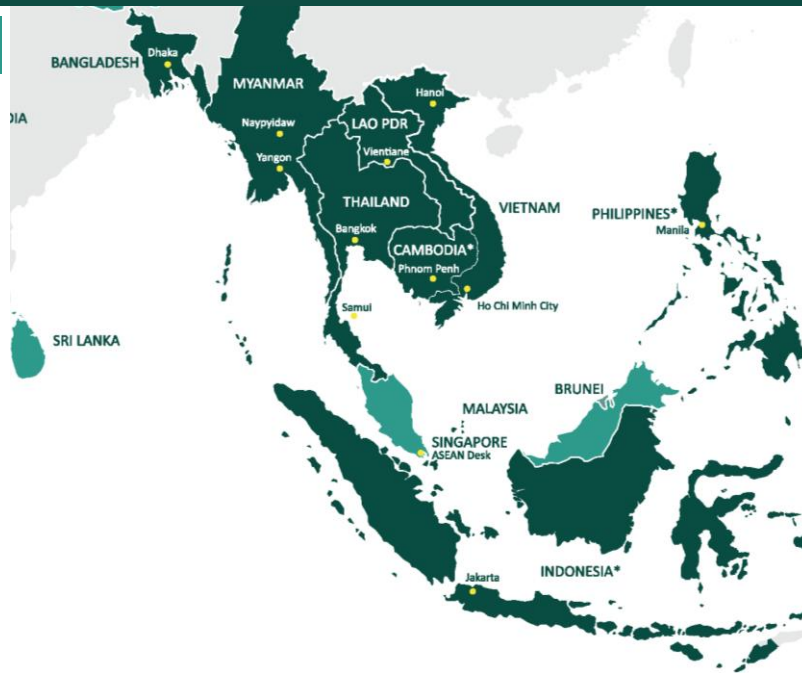 Dhaka
BANGLADESH
MYANMAR
Hanoi
DIA
Naypyidaw
LAO PDR
Yangon
Vientiane
THAILAND
VIETNAM
PHILIPPINES*
Manila
Bangkok
CAMBODIA*
Phnom Penh
Ho Chi Minh City
Samui
SRI LANKA
BRUNEI
MALAYSIA
SINGAPORE
ASEAN Desk
INDONESIA*
Jakarta